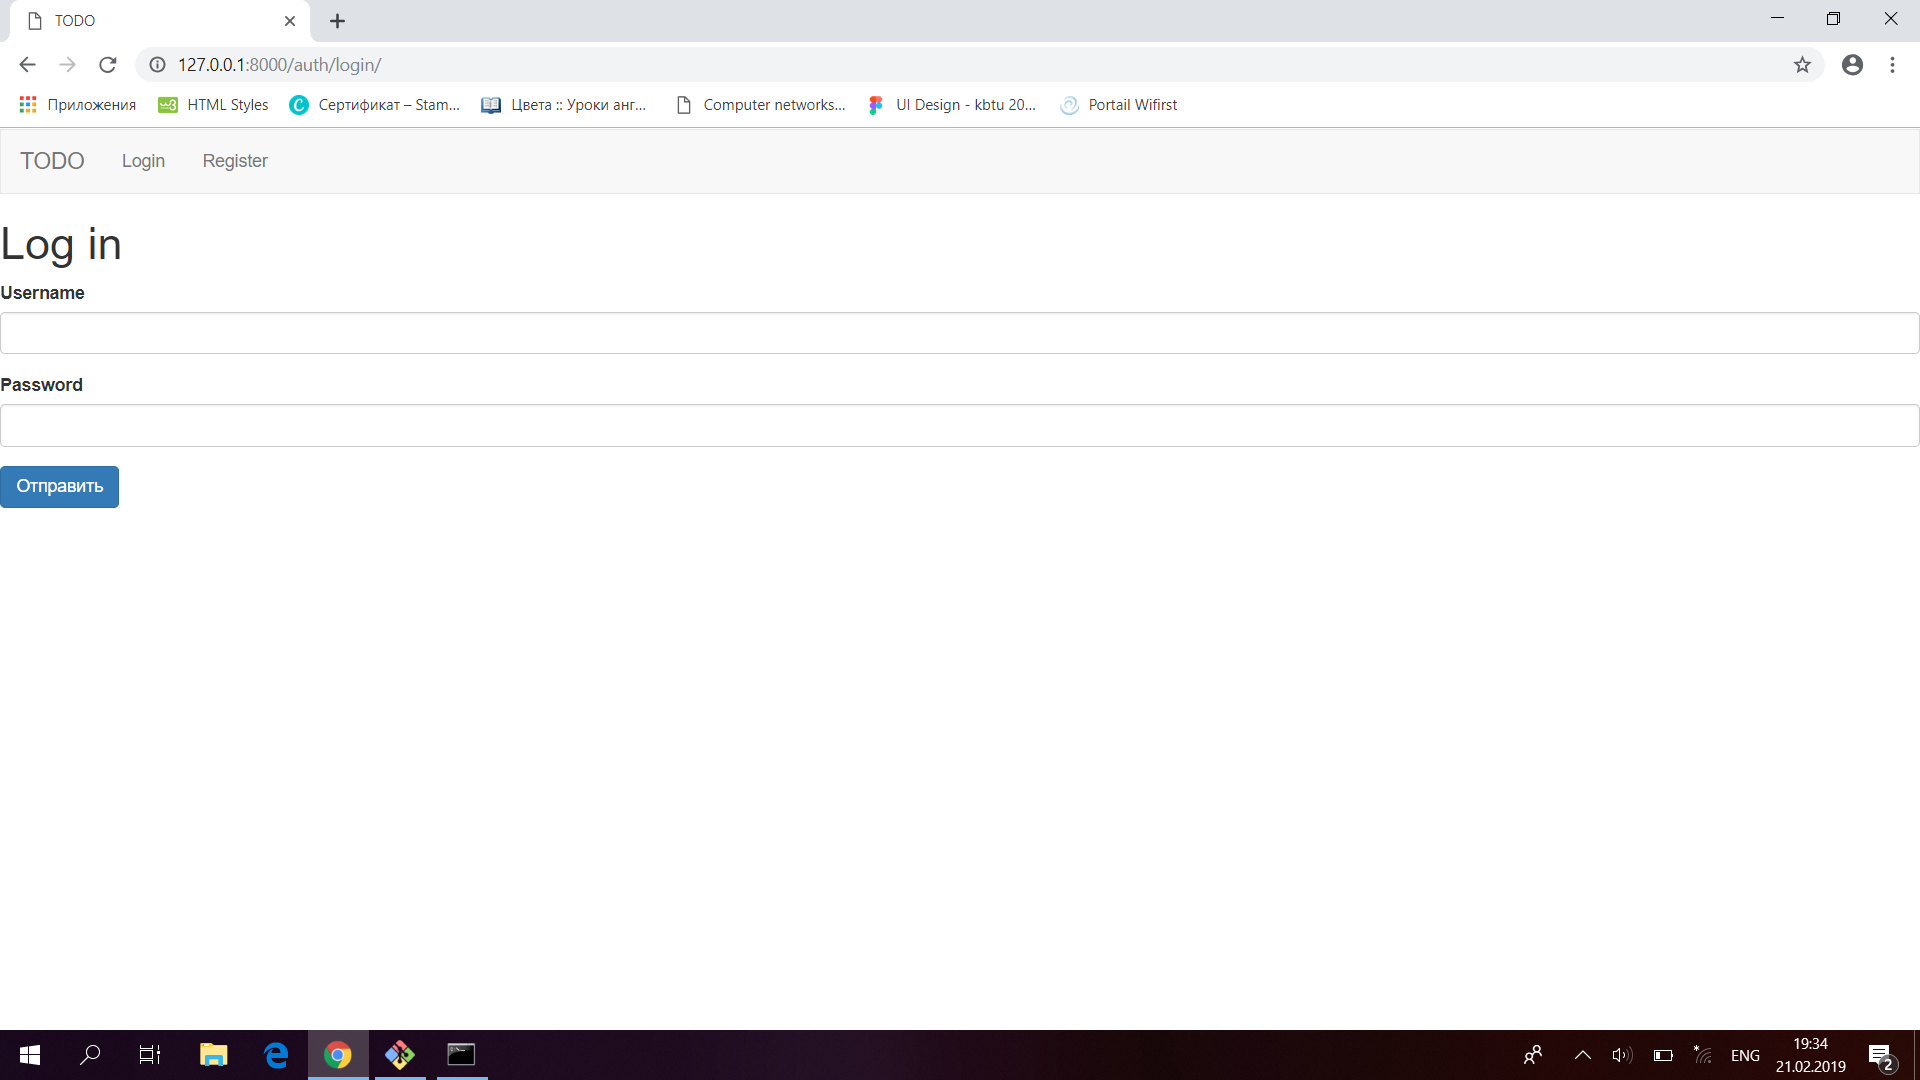 TODO
127.0.0.1:8000/auth/login/
Приложения HTML Styles Сертификат – Stam... Цвета :: Уроки анг... Computer networks... UI Design - kbtu 20... Portail Wifirst
TODO Login Register
Log in
Username
Password
Отправить
ENG 19:34
21.02.2019 2